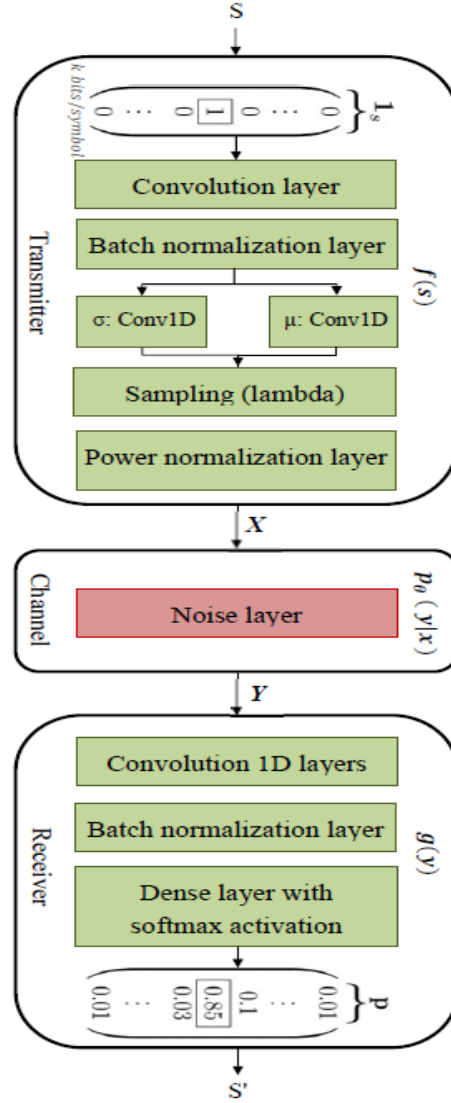 S
0 ⋯ 0 1 0 ⋯ 0 } 1ₛ
k bits/symbol
Convolution layer
Batch normalization layer
f(s)
Transmitter
σ: Conv1D
μ: Conv1D
Sampling (lambda)
Power normalization layer
X
Channel
Noise layer
pθ (y|x)
Y
Convolution 1D layers
Batch normalization layer
g(y)
Receiver
Dense layer with
softmax activation
0.01 ⋯ 0.03 0.85 0.1 ⋯ 0.01 } p
S'